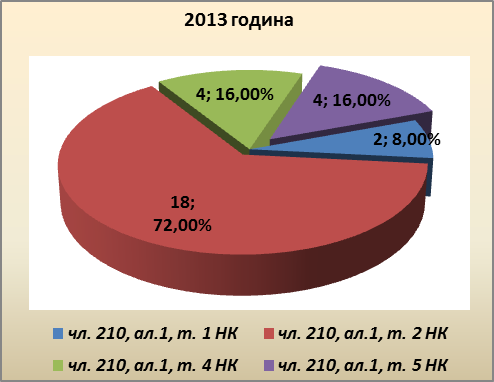 2013 година
4; 16,00%
4; 16,00%
2; 8,00%
18;
72,00%
чл. 210, ал.1, т. 1 НК
чл. 210, ал.1, т. 2 НК
чл. 210, ал.1, т. 4 НК
чл. 210, ал.1, т. 5 НК